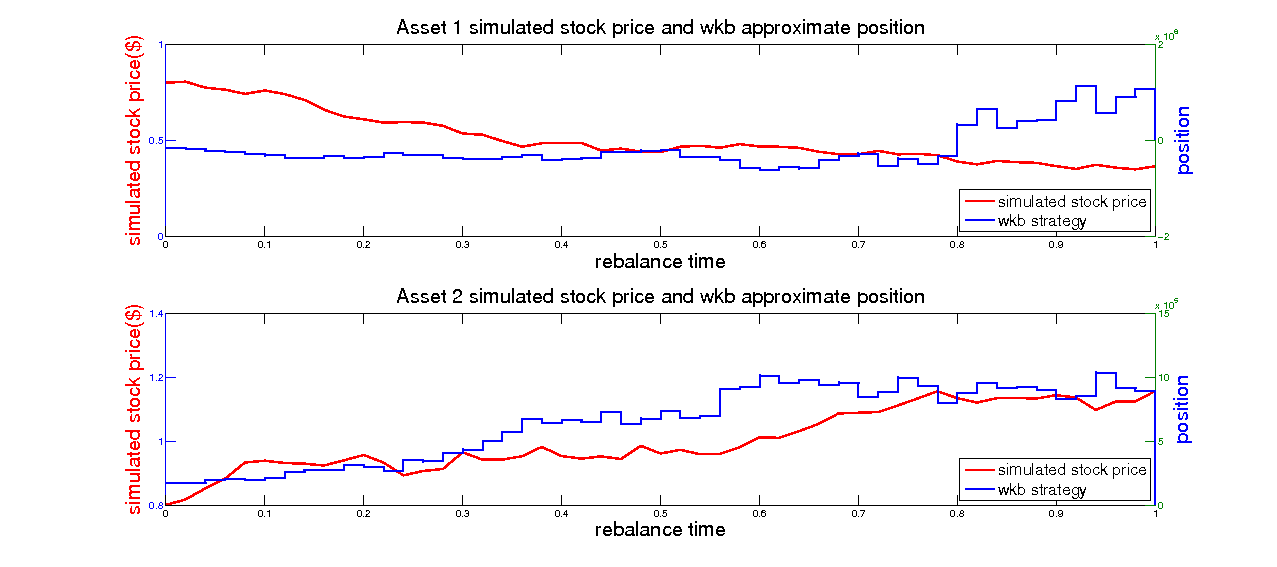 Asset 1 simulated stock price and wkb approximate position
simulated stock price($)
1
0.5
0
x 10^6
2
0
-2
position
simulated stock price
wkb strategy
0 0.1 0.2 0.3 0.4 0.5 0.6 0.7 0.8 0.9 1
rebalance time
Asset 2 simulated stock price and wkb approximate position
simulated stock price($)
1.4
1.2
1
0.8
x 10^5
15
10
5
0
position
simulated stock price
wkb strategy
0 0.1 0.2 0.3 0.4 0.5 0.6 0.7 0.8 0.9 1
rebalance time